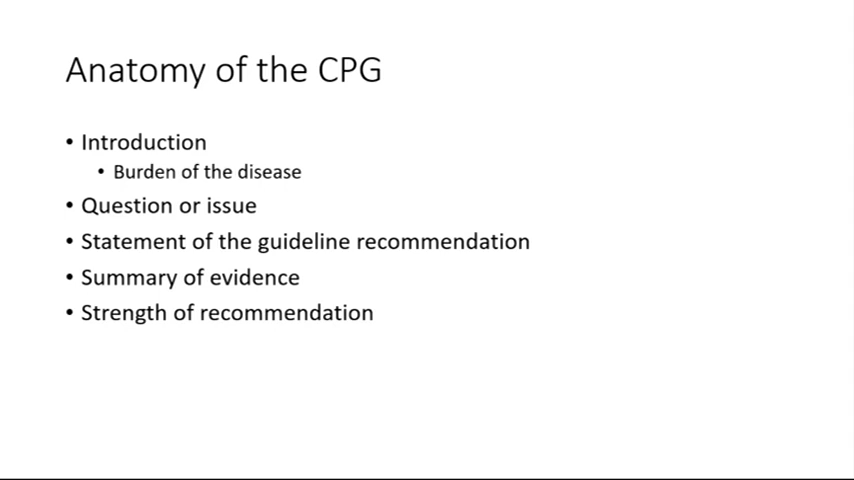 Anatomy of the CPG
• Introduction
• Burden of the disease
• Question or issue
• Statement of the guideline recommendation
• Summary of evidence
• Strength of recommendation